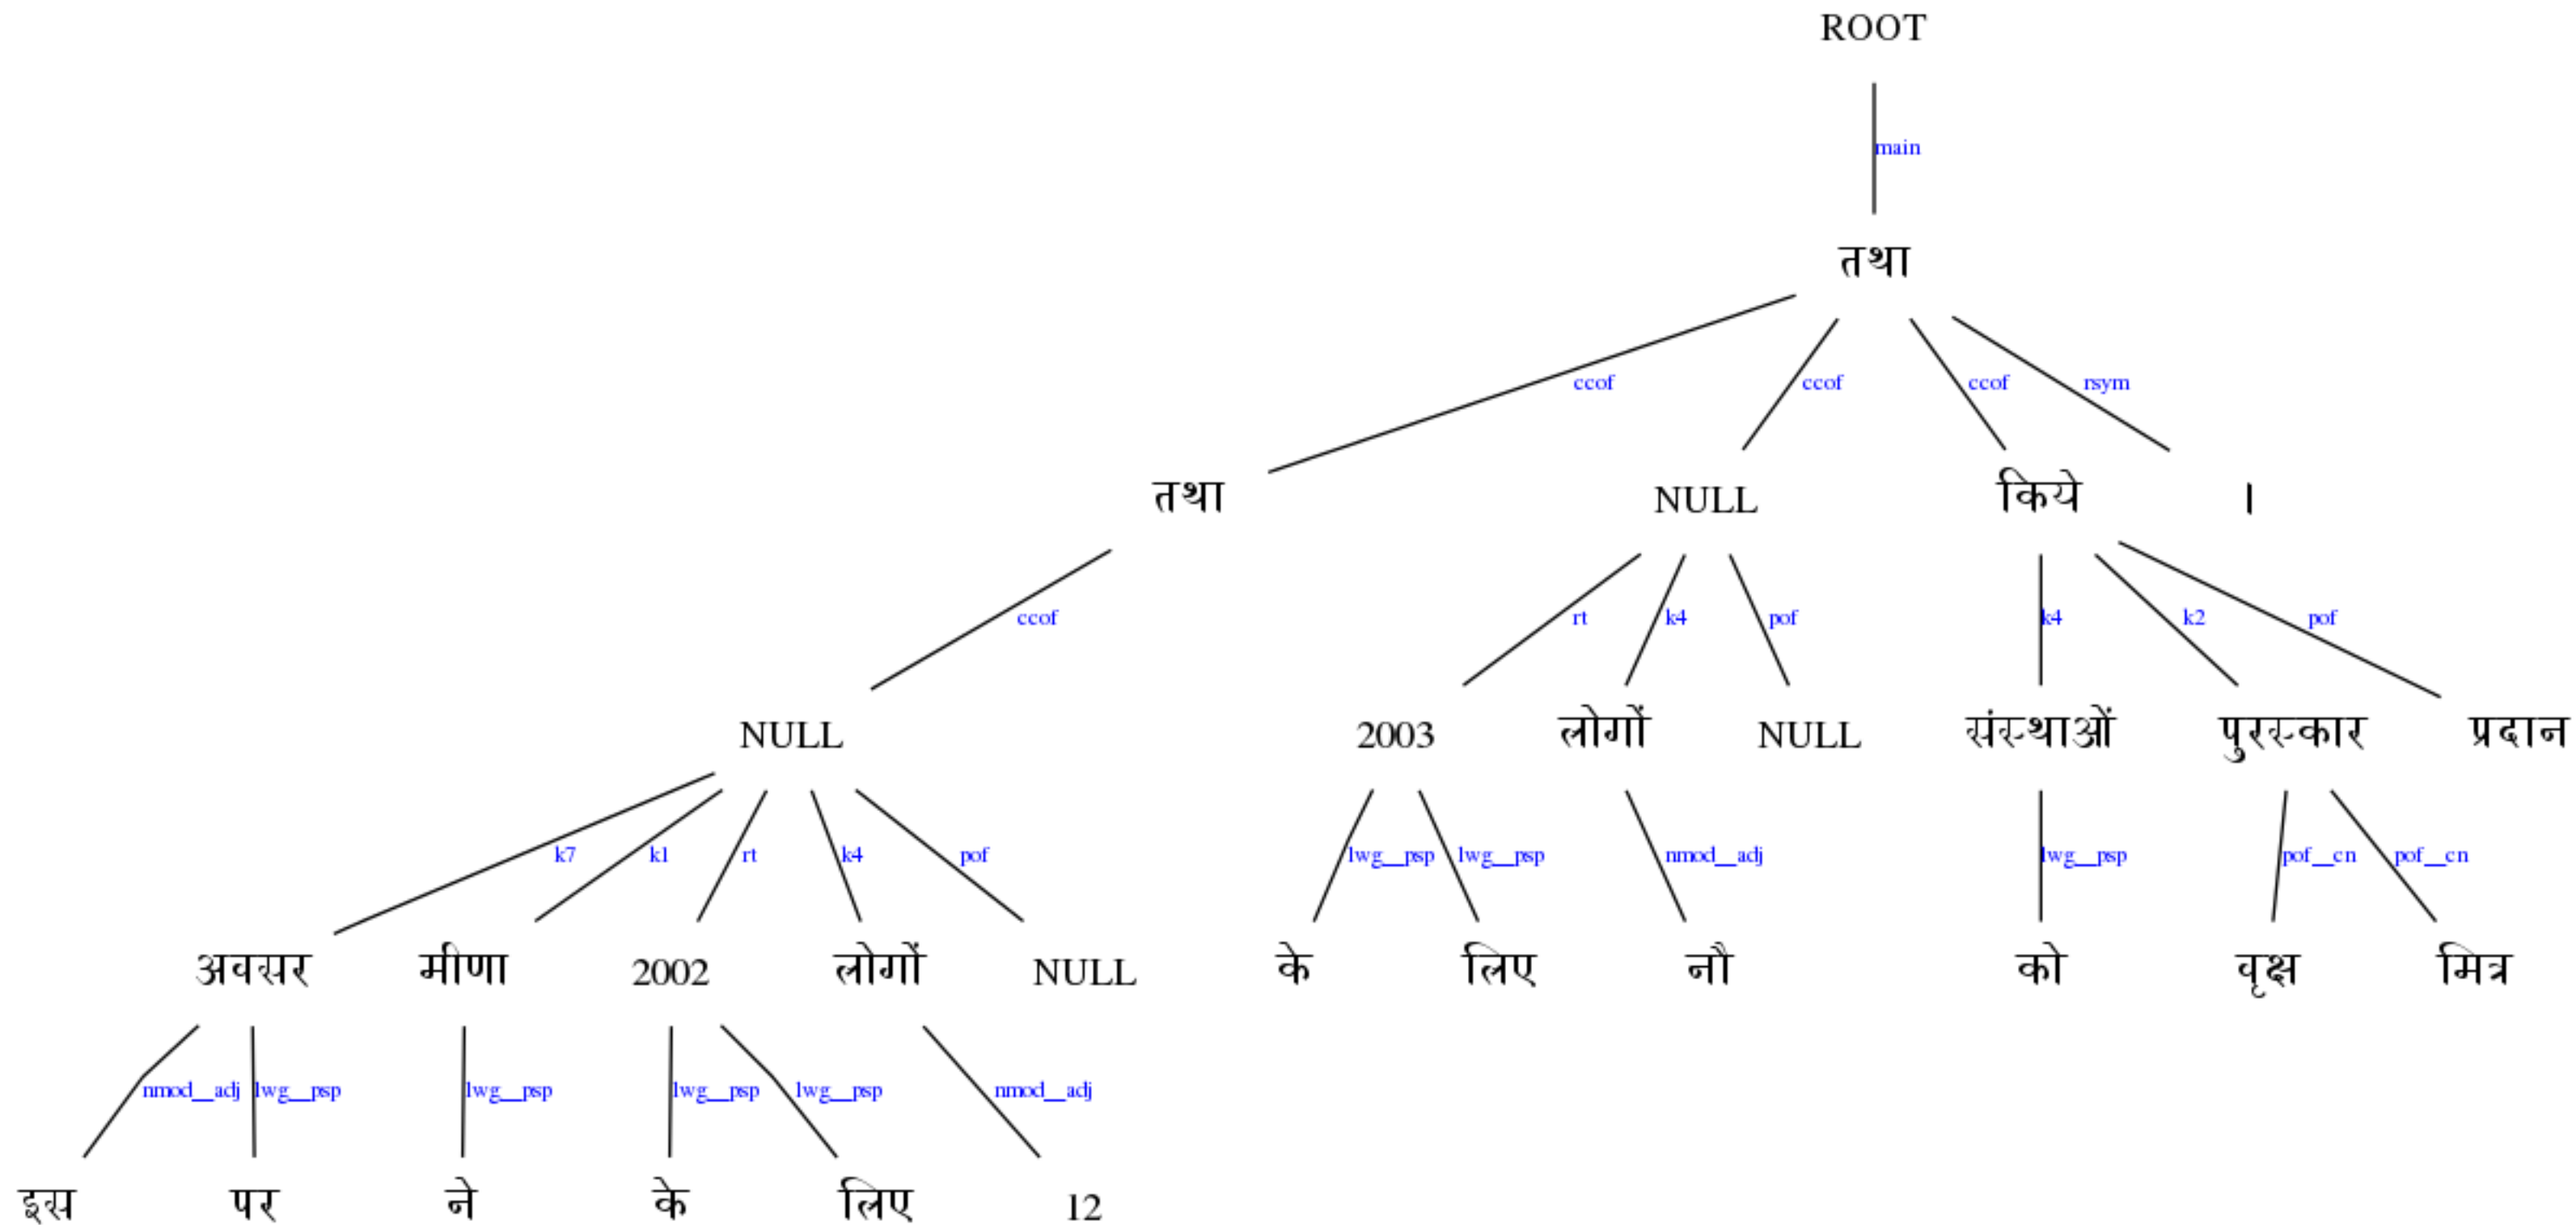 ROOT
main
तथा
ccof ccof ccof rsym
तथा NULL किये ।
ccof rt k4 pof k4 k2 pof
NULL 2003 लोगों NULL संस्थाओं पुरस्कार प्रदान
k7 k1 rt k4 pof lwg__psp lwg__psp nmod__adj lwg__psp pof__cn pof__cn
अवसर मीणा 2002 लोगों NULL के लिए नौ को वृक्ष मित्र
nmod__adj lwg__psp lwg__psp lwg__psp lwg__psp nmod__adj
इस पर ने के लिए 12